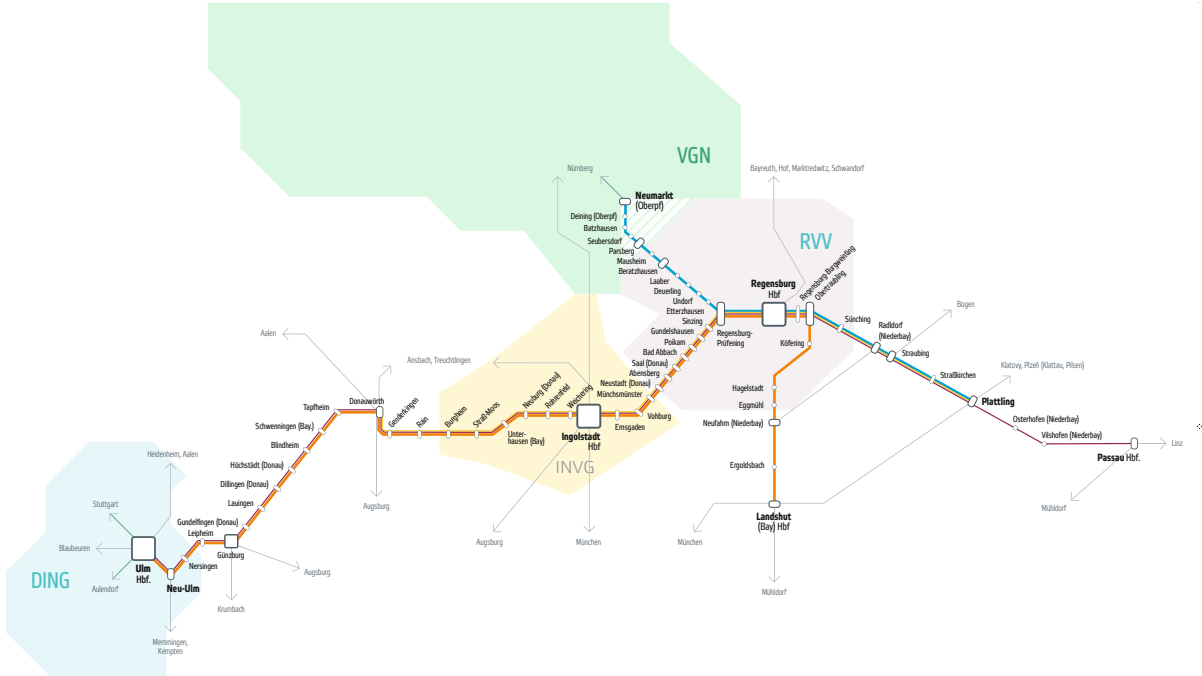 VGN
Nürnberg
Bayreuth, Hof, Marktredwitz, Schwandorf
Neumarkt
(Oberpf)
Deining (Oberpf)
Batzhausen
Seubersdorf
Parsberg
Mausheim
Beratzhausen
Laaber
Deuerling
Undorf
Etterzhausen
Sinzing
Gundelshausen
Poikam
Bad Abbach
Saal (Donau)
Abensberg
Neustadt (Donau)
Münchsmünster
RVV
Regensburg
Hbf
Regensburg-Burgweinting
Obertraubling
Regensburg-
Prüfening
Köfering
Sünching
Radldorf
(Niederbay)
Straubing
Bogen
Straßkirchen
Klatovy, Plzeň (Klattau, Pilsen)
Plattling
Osterhofen (Niederbay)
Vilshofen (Niederbay)
Passau Hbf.
Linz
Mühldorf
Hagelstadt
Eggmühl
Neufahrn (Niederbay)
Ergoldsbach
Landshut
(Bay) Hbf
München
Mühldorf
Aalen
Ansbach, Treuchtlingen
Donauwörth
Tapfheim
Schwenningen (Bay.)
Blindheim
Höchstädt (Donau)
Dillingen (Donau)
Lauingen
Gundelfingen (Donau)
Leipheim
Genderkingen
Rain
Burgheim
Straß-Moos
Unter-
hausen (Bay)
Neuburg (Donau)
Rohrenfeld
Weichering
Ingolstadt
Hbf
INVG
Ernsgaden
Vohburg
Augsburg
Augsburg
München
Heidenheim, Aalen
Stuttgart
Blaubeuren
Aulendorf
DING
Ulm
Hbf.
Neu-Ulm
Nersingen
Günzburg
Augsburg
Krumbach
Memmingen,
Kempten